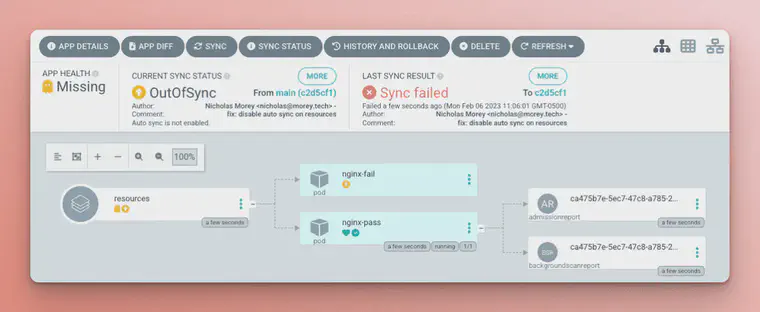 APP DETAILS
APP DIFF
SYNC
SYNC STATUS
HISTORY AND ROLLBACK
DELETE
REFRESH
APP HEALTH
Missing
CURRENT SYNC STATUS
MORE
OutOfSync
From main (c2d5cf1)
Author: Nicholas Morey <nicholas@morey.tech> -
Comment: fix: disable auto sync on resources
Auto sync is not enabled.
LAST SYNC RESULT
MORE
Sync failed
To c2d5cf1
Failed a few seconds ago (Mon Feb 06 2023 11:06:01 GMT-0500)
Author: Nicholas Morey <nicholas@morey.tech> -
Comment: fix: disable auto sync on resources
100%
resources
a few seconds
nginx-fail
pod
nginx-pass
pod
a few seconds
running
1/1
AR
ca475b7e-5ec7-47c8-a785-2...
admissionreport
a few seconds
ca475b7e-5ec7-47c8-a785-2...
backgroundscanreport
a few seconds